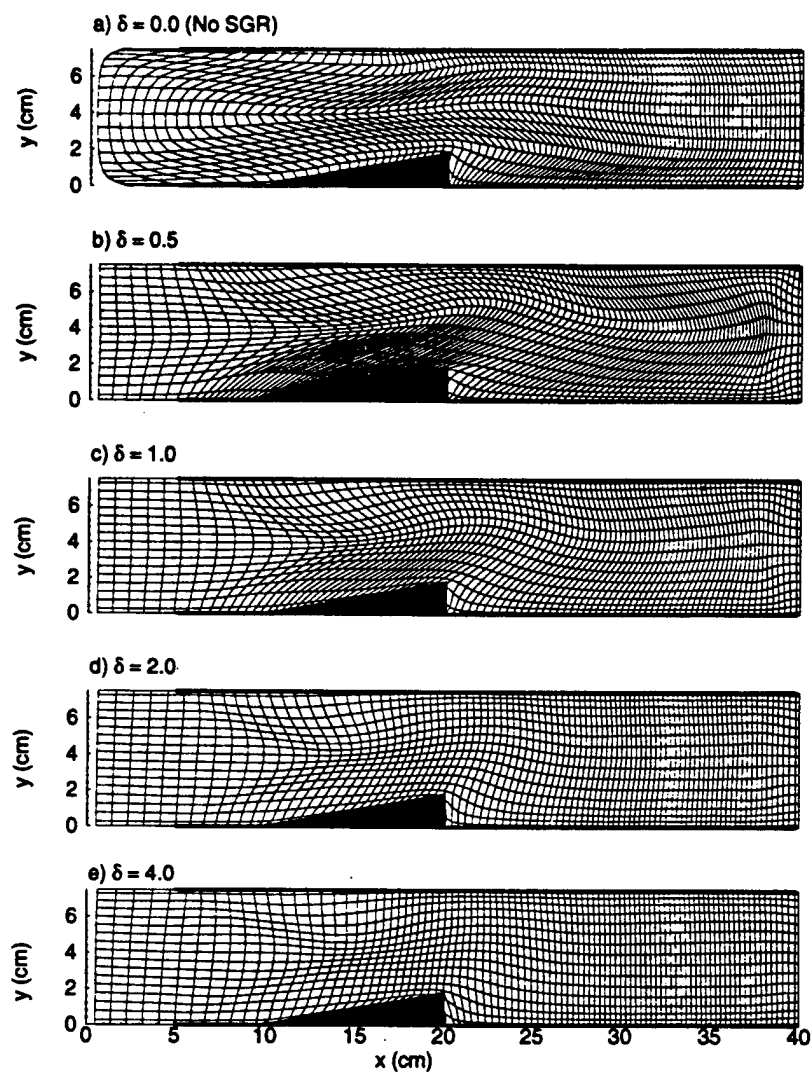 a) δ = 0.0 (No SGR)
6
4
2
0
y (cm)
b) δ = 0.5
6
4
2
0
y (cm)
c) δ = 1.0
6
4
2
0
y (cm)
d) δ = 2.0
6
4
2
0
y (cm)
e) δ = 4.0
6
4
2
0
y (cm)
0 5 10 15 20 25 30 35 40
x (cm)